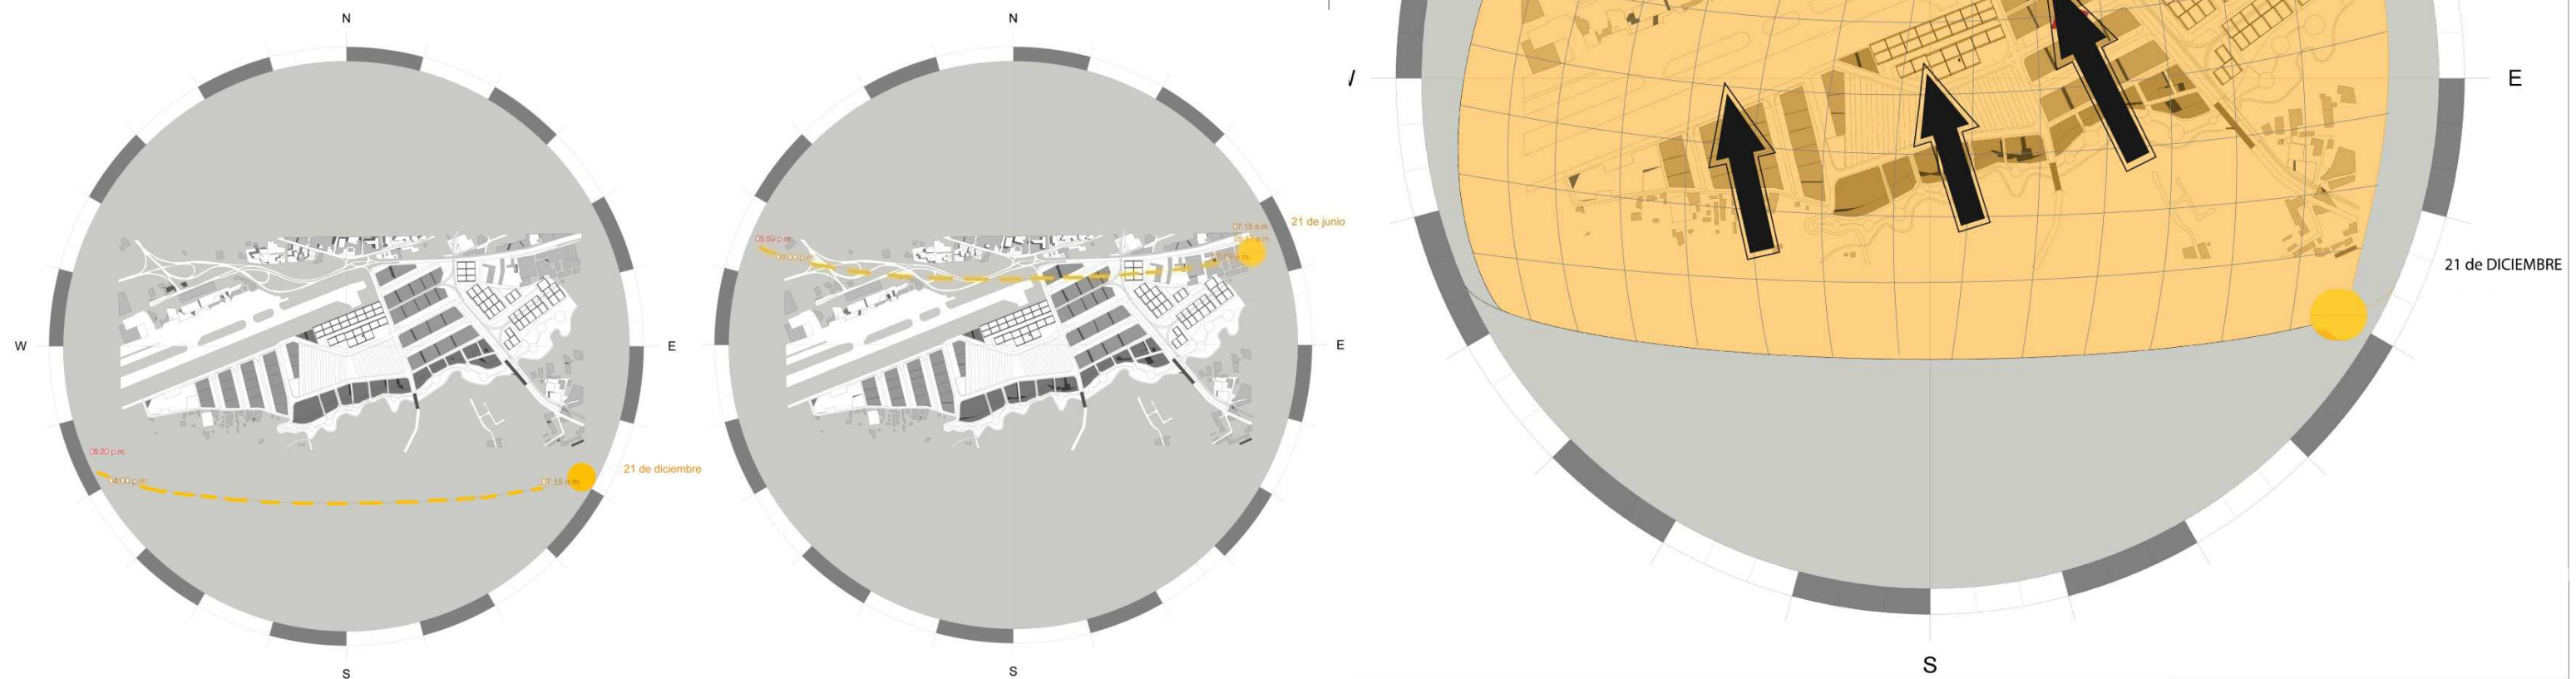 N
W
E
05:20 p.m.
04:00 p.m.
07:15 a.m
21 de diciembre
S
N
21 de junio
07:15 a.m
05:59 p.m.
04:00 p.m.
E
S
E
21 de DICIEMBRE
S